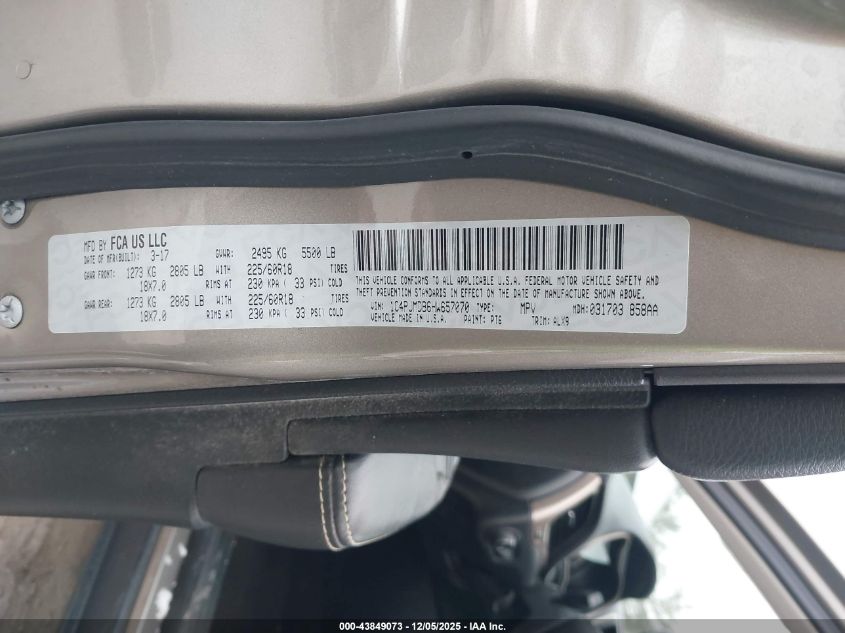 MFD BY FCA US LLC
DATE OF MFR(BUILT): 3-17 GVWR: 2495 KG 5500 LB
GAWR FRONT: 1273 KG 2805 LB WITH 225/60R18 TIRES
18X7.0 RIMS AT 230 KPA ( 33 PSI) COLD
GAWR REAR: 1273 KG 2805 LB WITH 225/60R18 TIRES
18X7.0 RIMS AT 230 KPA ( 33 PSI) COLD
THIS VEHICLE CONFORMS TO ALL APPLICABLE U.S.A. FEDERAL MOTOR VEHICLE SAFETY AND
THEFT PREVENTION STANDARDS IN EFFECT ON THE DATE OF MANUFACTURE SHOWN ABOVE.
VIN: 1C4PJMDB6HW657070 TYPE: MPV MDH: 031703 858AA
VEHICLE MADE IN U.S.A. PAINT: PTG TRIM: ALX9
000-43849073 - 12/05/2025 - IAA Inc.